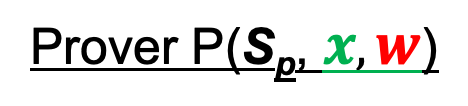 Prover P(Sₚ, x, w)